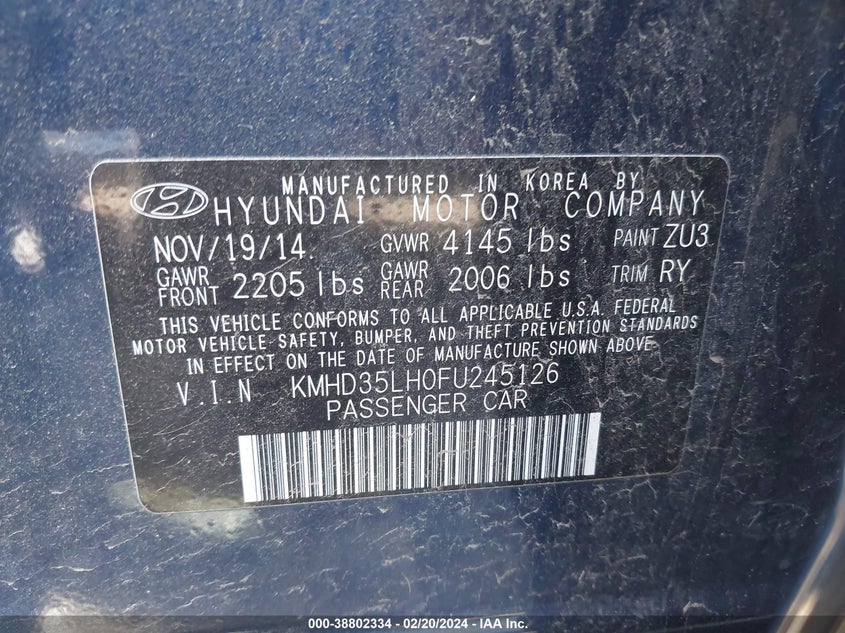 MANUFACTURED IN KOREA BY
HYUNDAI MOTOR COMPANY
NOV/19/14. GVWR 4145 lbs PAINT ZU3
GAWR FRONT 2205 lbs GAWR REAR 2006 lbs TRIM RY
THIS VEHICLE CONFORMS TO ALL APPLICABLE U.S.A. FEDERAL
MOTOR VEHICLE SAFETY, BUMPER, AND THEFT PREVENTION STANDARDS
IN EFFECT ON THE DATE OF MANUFACTURE SHOWN ABOVE
V.I.N KMHD35LH0FU245126
PASSENGER CAR
000-38802334 - 02/20/2024 - IAA Inc.